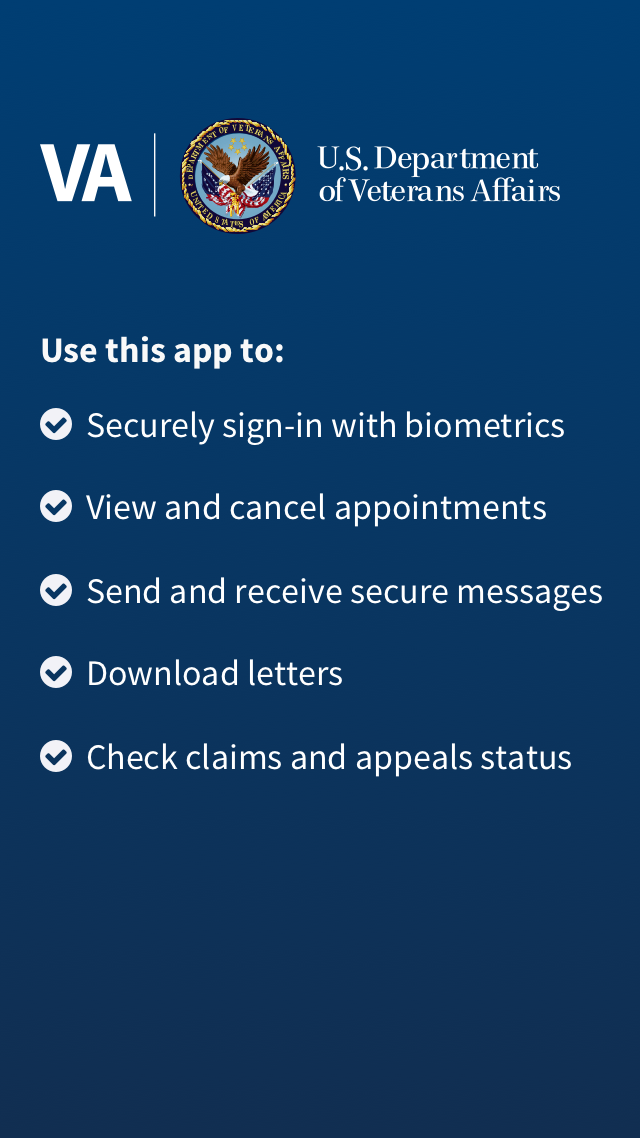 VA
DEPARTMENT OF VETERANS AFFAIRS
UNITED STATES OF AMERICA
U.S. Department
of Veterans Affairs
Use this app to:
Securely sign-in with biometrics
View and cancel appointments
Send and receive secure messages
Download letters
Check claims and appeals status